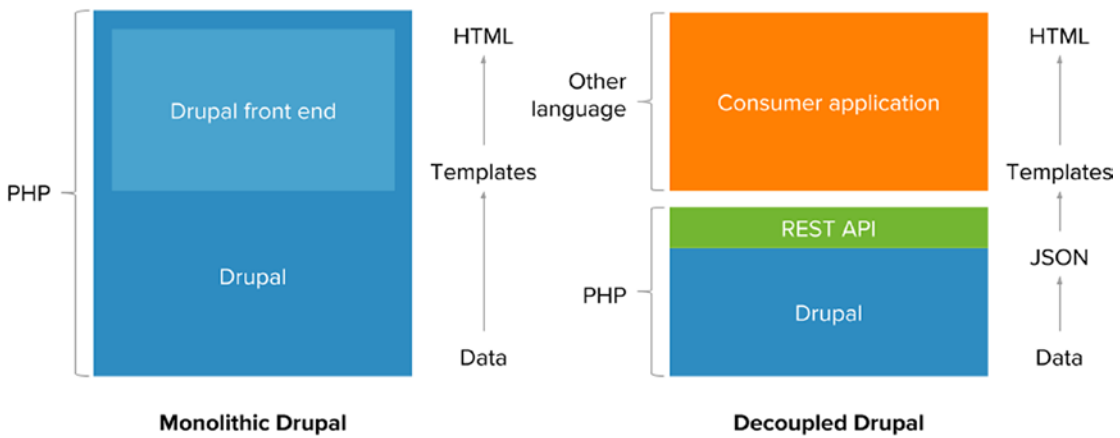 HTML
Drupal front end
Templates
PHP
Drupal
Data
Monolithic Drupal
HTML
Other
language
Consumer application
Templates
REST API
JSON
PHP
Drupal
Data
Decoupled Drupal